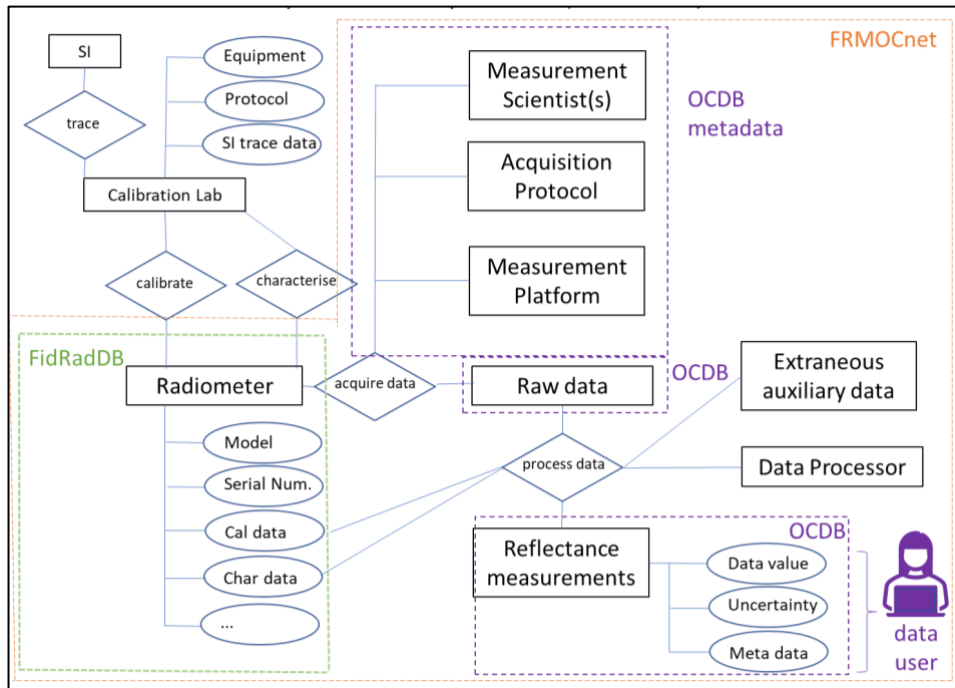 SI
Equipment
FRMOCnet
Protocol
trace
SI trace data
Calibration Lab
calibrate
characterise
Measurement
Scientist(s)
OCDB
metadata
Acquisition
Protocol
Measurement
Platform
FidRadDB
Radiometer
acquire data
Raw data
OCDB
Extraneous
auxiliary data
Model
Serial Num.
Cal data
Char data
...
process data
Data Processor
OCDB
Reflectance
measurements
Data value
Uncertainty
Meta data
data
user